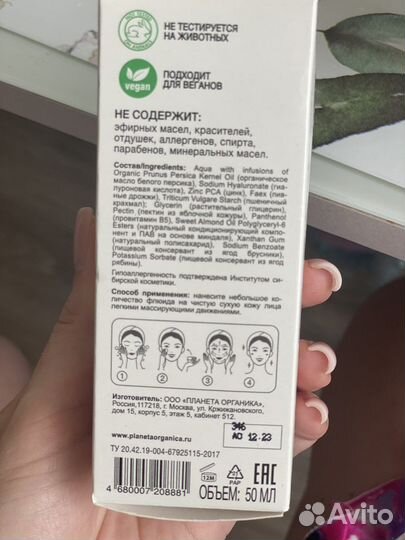 НЕ ТЕСТИРУЕТСЯ
НА ЖИВОТНЫХ
vegan
ПОДХОДИТ
ДЛЯ ВЕГАНОВ
НЕ СОДЕРЖИТ:
эфирных масел, красителей,
отдушек, аллергенов, спирта,
парабенов, минеральных масел.
Состав/Ingredients: Aqua with infusions of
Organic Prunus Persica Kernel Oil (органическое
масло белого персика), Sodium Hyaluronate (гиа-
луроновая кислота), Zinc PCA (цинк), Faex (пив-
ные дрожжи), Triticum Vulgare Starch (пшеничный
крахмал); Glycerin (растительный глицерин),
Pectin (пектин из яблочной кожуры), Panthenol
(провитамин В5), Sweet Almond Oil Polyglyceryl-6
Esters (натуральный кондиционирующий компо-
нент и ПАВ на основе миндаля), Xanthan Gum
(натуральный полисахарид), Sodium Benzoate
(пищевой консервант из ягод брусники),
Potassium Sorbate (пищевой консервант из ягод
рябины).
Гипоаллергенность подтверждена Институтом си-
бирской косметики.
Способ применения: нанесите небольшое ко-
личество флюида на чистую сухую кожу лица
легкими массирующими движениями.
1 2 3 4
Изготовитель: ООО «ПЛАНЕТА ОРГАНИКА»,
Россия,117218, г. Москва, ул. Кржижановского,
дом 15, корпус 5, этаж 5, кабинет 512.
346
ДО 12.23
www.planetaorganica.ru
ТУ 20.42.19-004-67925115-2017
12M
PAP
EAC
4 680007 208881
ОБЪЕМ: 50 МЛ
Avito